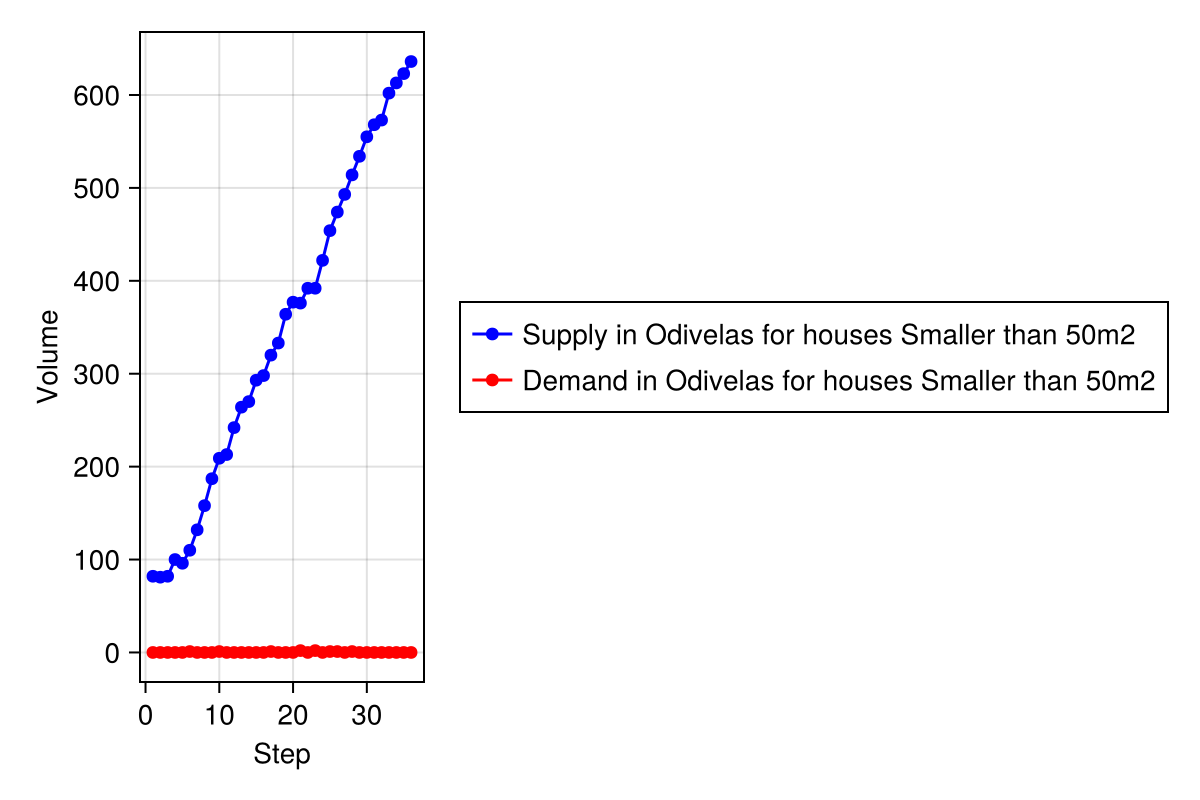 600
500
400
300
200
100
0
Volume
0 10 20 30
Step
Supply in Odivelas for houses Smaller than 50m2
Demand in Odivelas for houses Smaller than 50m2